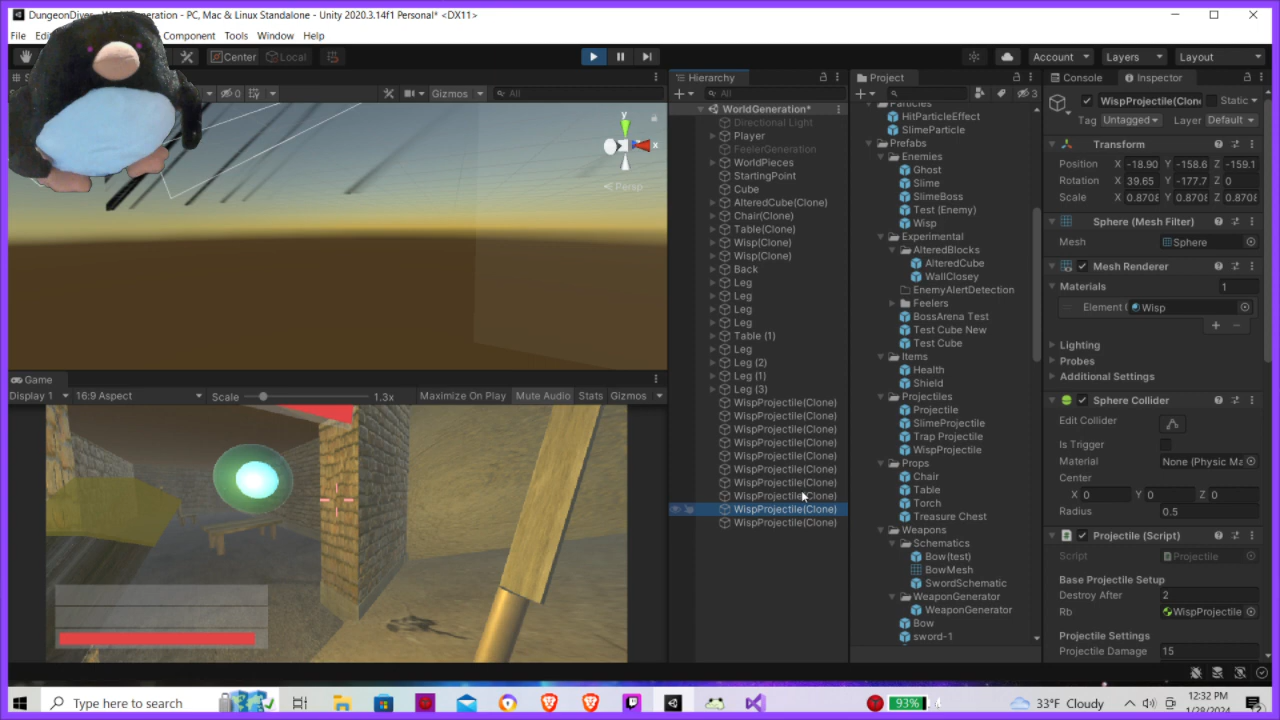 DungeonDiver - WorldGeneration - PC, Mac & Linux Standalone - Unity 2020.3.14f1 Personal* <DX11>
File
Component Tools Window Help
Center Local
Account Layers Layout
0 Gizmos All
y
x
Persp
Game
Display 1 16:9 Aspect Scale 1.3x Maximize On Play Mute Audio Stats Gizmos
Hierarchy
All
WorldGeneration*
Directional Light
Player
FeelerGeneration
WorldPieces
StartingPoint
Cube
AlteredCube(Clone)
Chair(Clone)
Table(Clone)
Wisp(Clone)
Wisp(Clone)
Back
Leg
Leg
Leg
Leg
Table (1)
Leg
Leg (2)
Leg (1)
Leg (3)
WispProjectile(Clone)
WispProjectile(Clone)
WispProjectile(Clone)
WispProjectile(Clone)
WispProjectile(Clone)
WispProjectile(Clone)
WispProjectile(Clone)
WispProjectile(Clone)
WispProjectile(Clone)
WispProjectile(Clone)
Project
3
Particles
HitParticleEffect
SlimeParticle
Prefabs
Enemies
Ghost
Slime
SlimeBoss
Test (Enemy)
Wisp
Experimental
AlteredBlocks
AlteredCube
WallClosey
EnemyAlertDetection
Feelers
BossArena Test
Test Cube New
Test Cube
Items
Health
Shield
Projectiles
Projectile
SlimeProjectile
Trap Projectile
WispProjectile
Props
Chair
Table
Torch
Treasure Chest
Weapons
Schematics
Bow(test)
BowMesh
SwordSchematic
WeaponGenerator
WeaponGenerator
Bow
sword-1
Console Inspector
WispProjectile(Clon Static
Tag Untagged Layer Default
Transform
Position X -18.90 Y -158.6 Z -159.1
Rotation X 39.65 Y -177.7 Z 0
Scale X 0.8708 Y 0.8708 Z 0.8708
Sphere (Mesh Filter)
Mesh Sphere
Mesh Renderer
Materials 1
Element Wisp
Lighting
Probes
Additional Settings
Sphere Collider
Edit Collider
Is Trigger
Material None (Physic Ma
Center
X 0 Y 0 Z 0
Radius 0.5
Projectile (Script)
Script Projectile
Base Projectile Setup
Destroy After 2
Rb WispProjectile
Projectile Settings
Projectile Damage 15
Type here to search
93%
33°F Cloudy
12:32 PM
1/28/2024